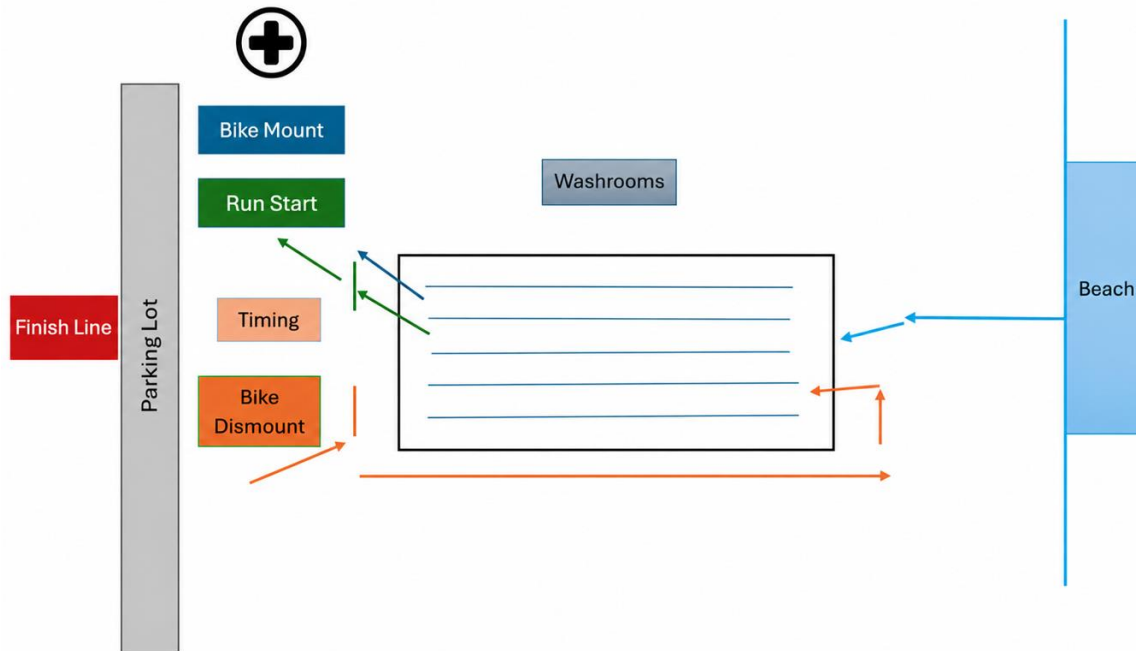 Bike Mount
Run Start
Washrooms
Beach
Finish Line
Parking Lot
Timing
Bike
Dismount